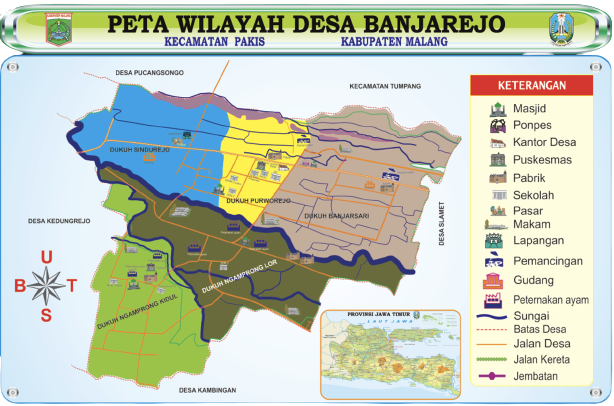 PETA WILAYAH DESA BANJAREJO
KECAMATAN PAKIS KABUPATEN MALANG
DESA PUCANGSONGO
KECAMATAN TUMPANG
DUKUH SINDUREJO
DUKUH PURWOREJO
DUKUH BANJARSARI
DESA SLAMET
DESA KEDUNGREJO
DUKUH NGAMPRONG LOR
DUKUH NGAMPRONG KIDUL
DESA KAMBINGAN
U
B T
S
PROVINSI JAWA TIMUR
LAUT JAWA
KETERANGAN
Masjid
Ponpes
Kantor Desa
Puskesmas
Pabrik
Sekolah
Pasar
Makam
Lapangan
Pemancingan
Gudang
Peternakan ayam
Sungai
Batas Desa
Jalan Desa
Jalan Kereta
Jembatan